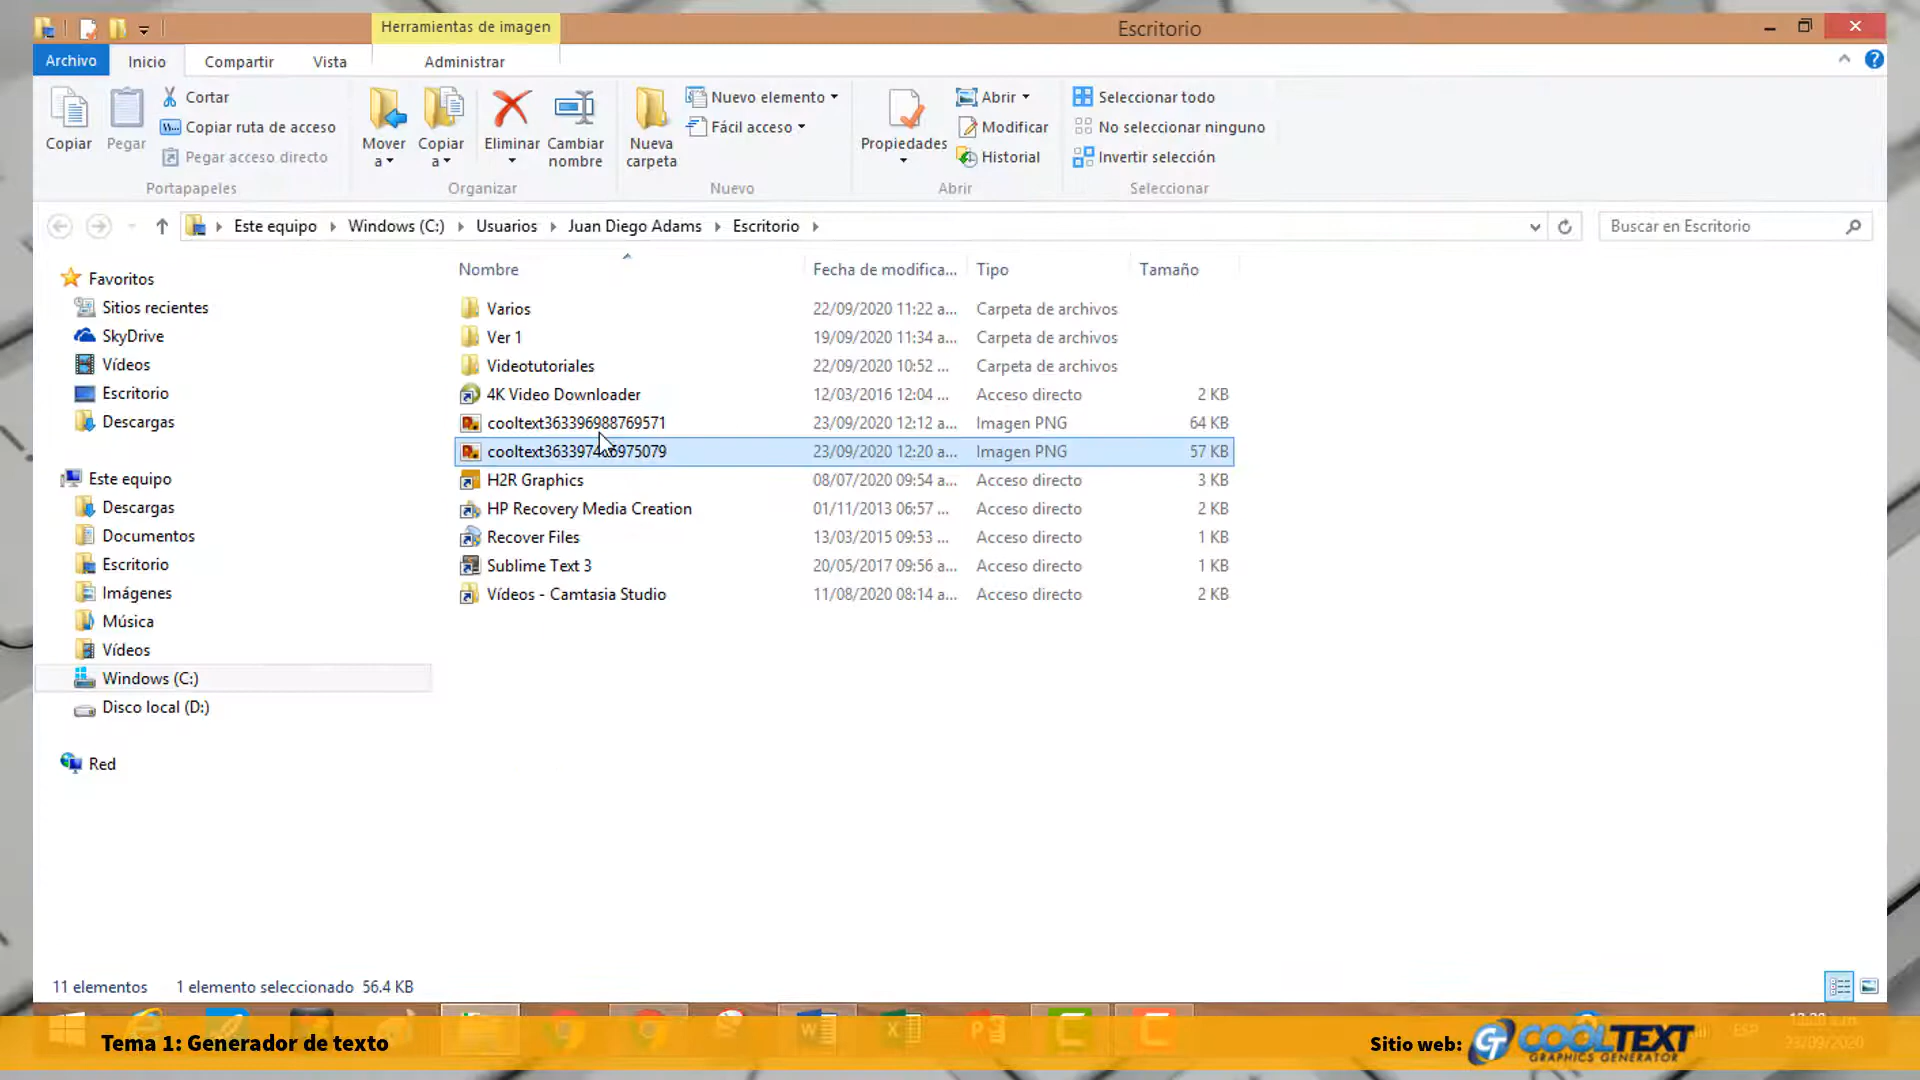 Herramientas de imagen
Escritorio
Archivo Inicio Compartir Vista Administrar
Copiar
Pegar
Cortar
Copiar ruta de acceso
Pegar acceso directo
Portapapeles
Mover a
Copiar a
Eliminar
Cambiar nombre
Organizar
Nueva carpeta
Nuevo elemento
Fácil acceso
Nuevo
Propiedades
Abrir
Modificar
Historial
Abrir
Seleccionar todo
No seleccionar ninguno
Invertir selección
Seleccionar
Este equipo Windows (C:) Usuarios Juan Diego Adams Escritorio
Buscar en Escritorio
Favoritos
Sitios recientes
SkyDrive
Vídeos
Escritorio
Descargas
Este equipo
Descargas
Documentos
Escritorio
Imágenes
Música
Vídeos
Windows (C:)
Disco local (D:)
Red
Nombre Fecha de modifica... Tipo Tamaño
Varios 22/09/2020 11:22 a... Carpeta de archivos
Ver 1 19/09/2020 11:34 a... Carpeta de archivos
Videotutoriales 22/09/2020 10:52 ... Carpeta de archivos
4K Video Downloader 12/03/2016 12:04 ... Acceso directo 2 KB
cooltext363396988769571 23/09/2020 12:12 a... Imagen PNG 64 KB
23/09/2020 12:20 a... Imagen PNG 57 KB
H2R Graphics 08/07/2020 09:54 a... Acceso directo 3 KB
HP Recovery Media Creation 01/11/2013 06:57 ... Acceso directo 2 KB
Recover Files 13/03/2015 09:53 ... Acceso directo 1 KB
Sublime Text 3 20/05/2017 09:56 a... Acceso directo 1 KB
Vídeos - Camtasia Studio 11/08/2020 08:14 a... Acceso directo 2 KB
11 elementos 1 elemento seleccionado 56.4 KB
Tema 1: Generador de texto
Sitio web:
COOLTEXT
GRAPHICS GENERATOR
ESP
23/09/2020